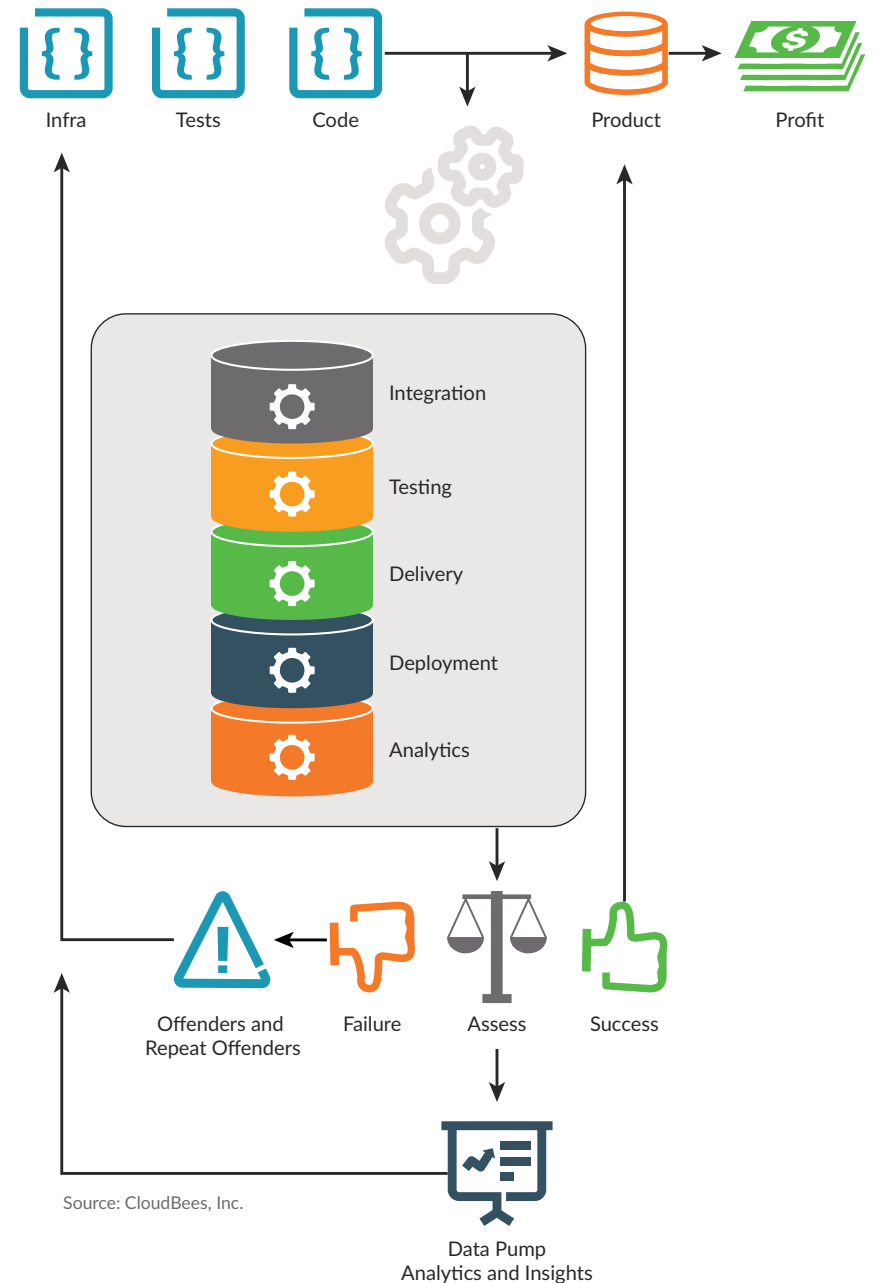 Infra
Tests
Code
Product
Profit
Integration
Testing
Delivery
Deployment
Analytics
Offenders and
Repeat Offenders
Failure
Assess
Success
Source: CloudBees, Inc.
Data Pump
Analytics and Insights